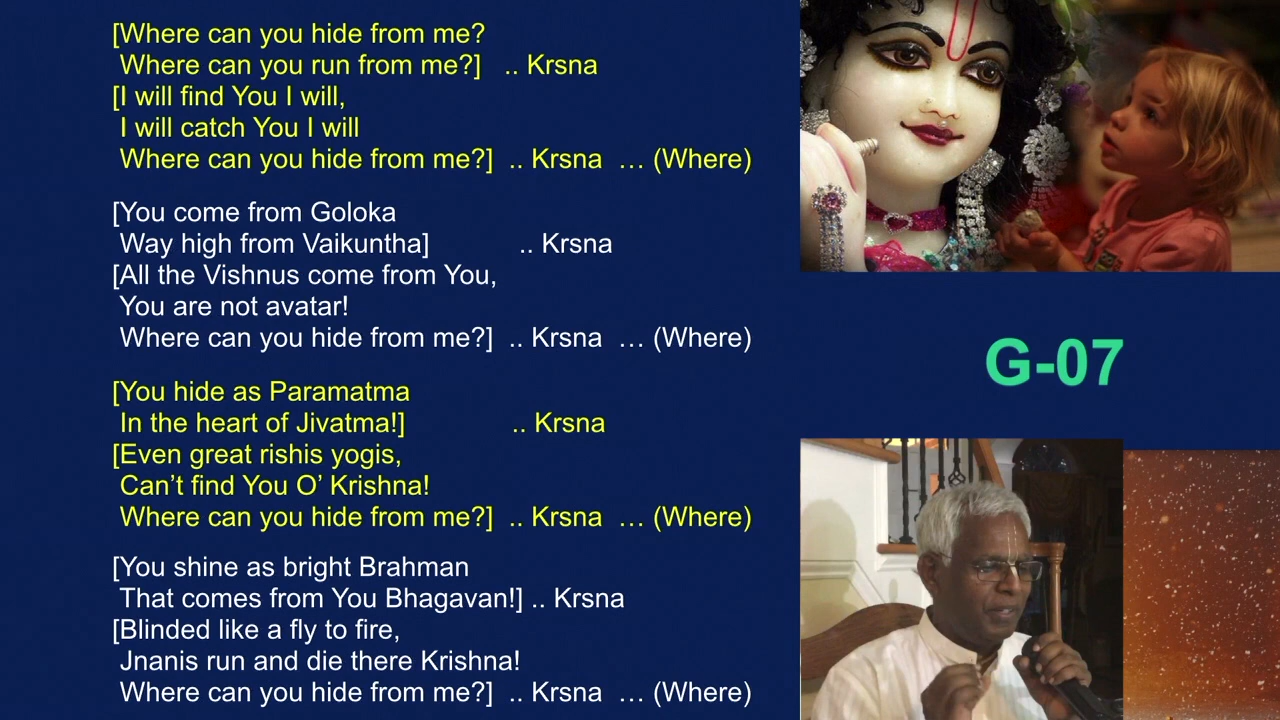 [Where can you hide from me?
Where can you run from me?] .. Krsna
[I will find You I will,
I will catch You I will
Where can you hide from me?] .. Krsna … (Where)
[You come from Goloka
Way high from Vaikuntha] .. Krsna
[All the Vishnus come from You,
You are not avatar!
Where can you hide from me?] .. Krsna … (Where)
[You hide as Paramatma
In the heart of Jivatma!] .. Krsna
[Even great rishis yogis,
Can’t find You O’ Krishna!
Where can you hide from me?] .. Krsna … (Where)
[You shine as bright Brahman
That comes from You Bhagavan!] .. Krsna
[Blinded like a fly to fire,
Jnanis run and die there Krishna!
Where can you hide from me?] .. Krsna … (Where)
G-07